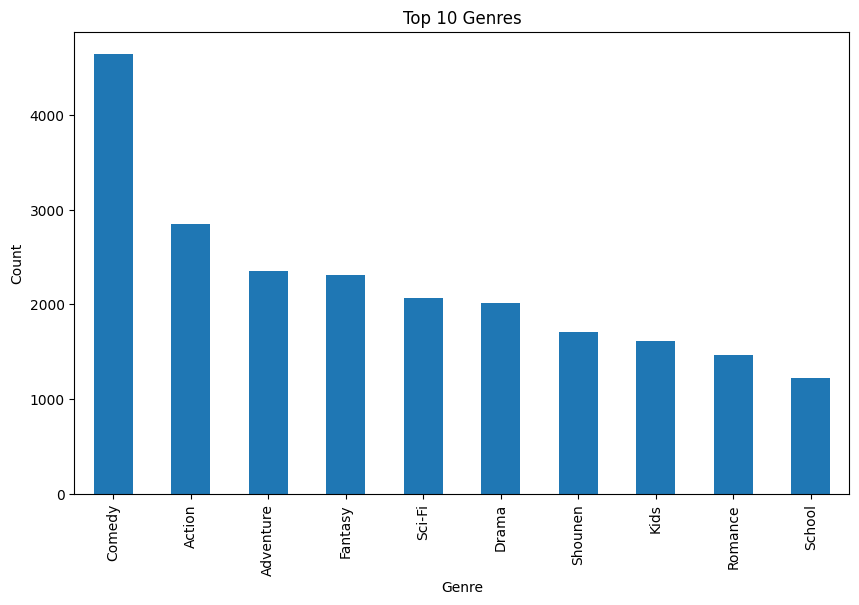 Top 10 Genres
Count
4000
3000
2000
1000
0
Comedy
Action
Adventure
Fantasy
Sci-Fi
Drama
Shounen
Kids
Romance
School
Genre